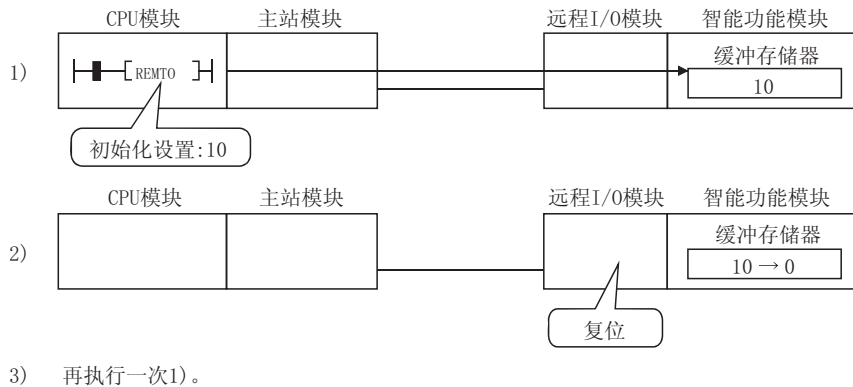 CPU模块 主站模块 远程I/O模块 智能功能模块
1) REMTO 缓冲存储器
10
初始化设置:10
CPU模块 主站模块 远程I/O模块 智能功能模块
2) 缓冲存储器
10→0
复位
3) 再执行一次1)。